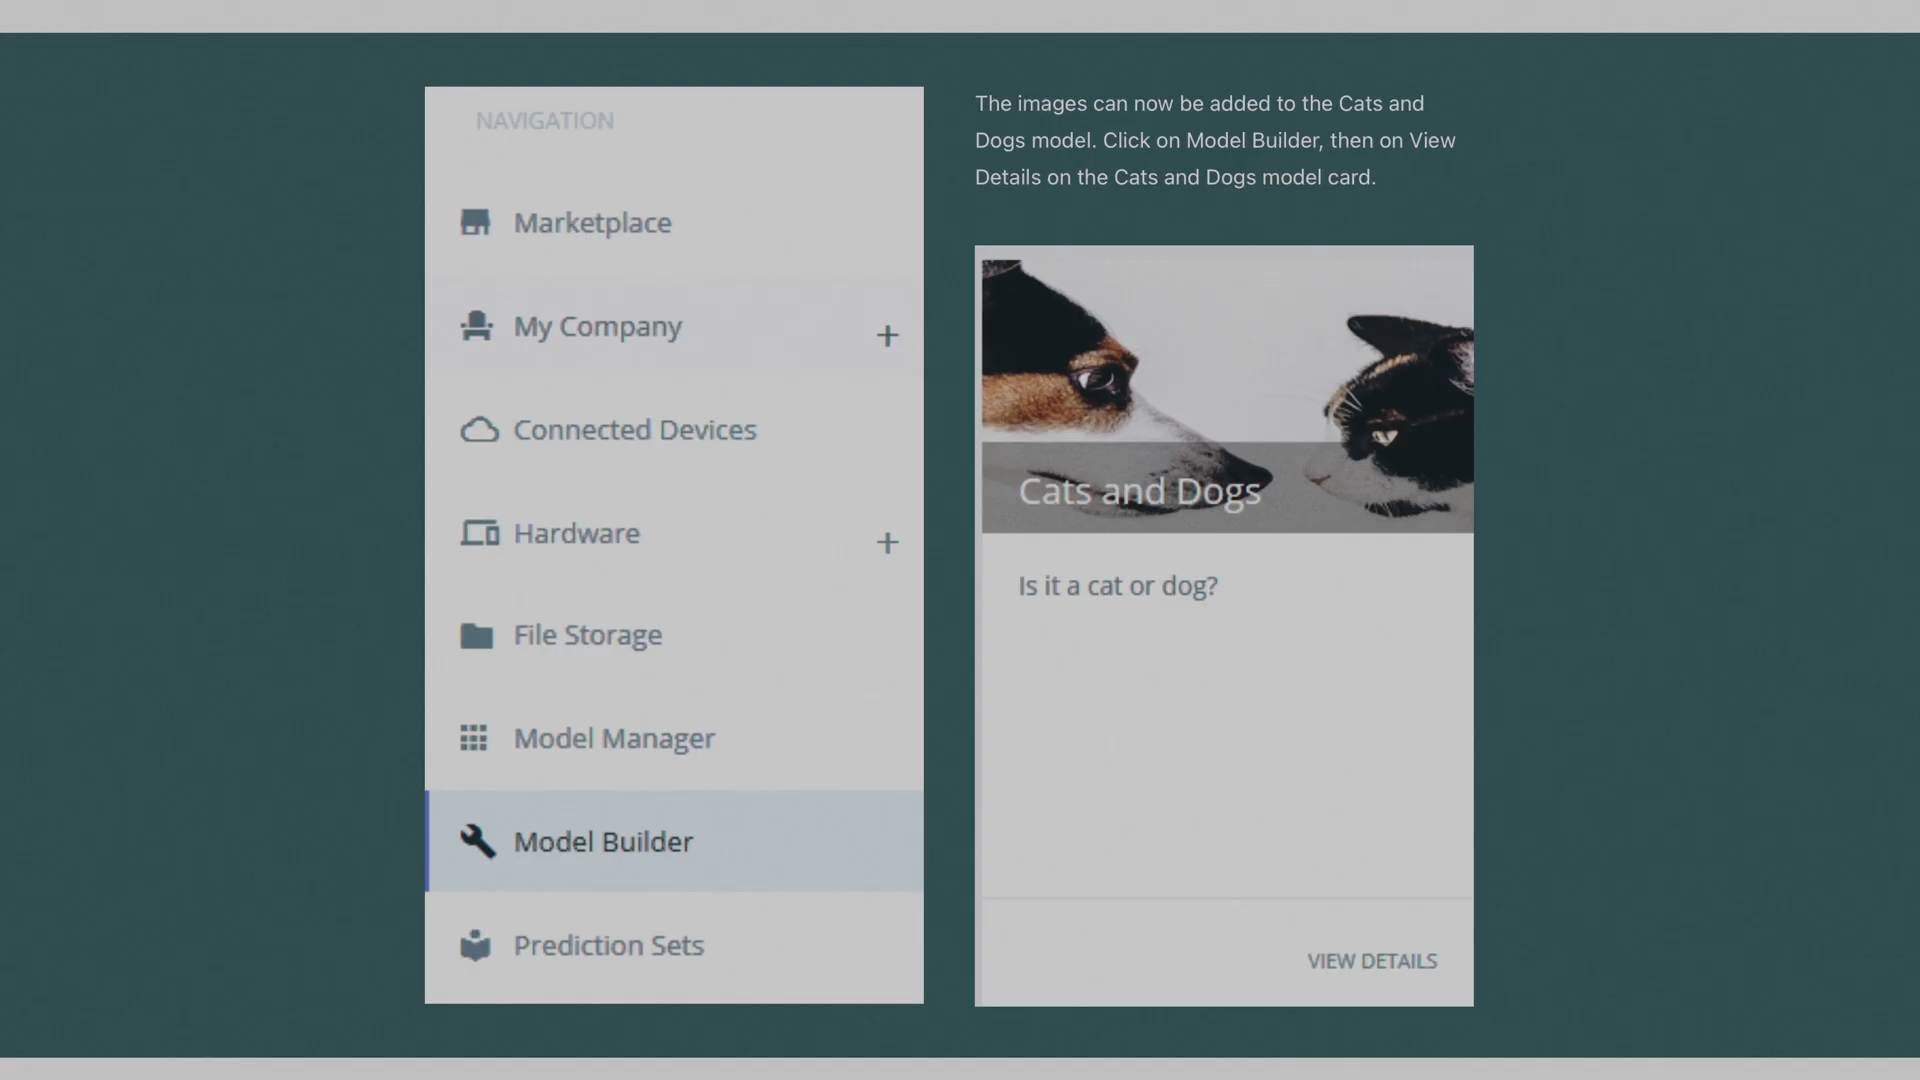 NAVIGATION
Marketplace
My Company
Connected Devices
Hardware
File Storage
Model Manager
Model Builder
Prediction Sets
The images can now be added to the Cats and
Dogs model. Click on Model Builder, then on View
Details on the Cats and Dogs model card.
Cats and Dogs
Is it a cat or dog?
VIEW DETAILS